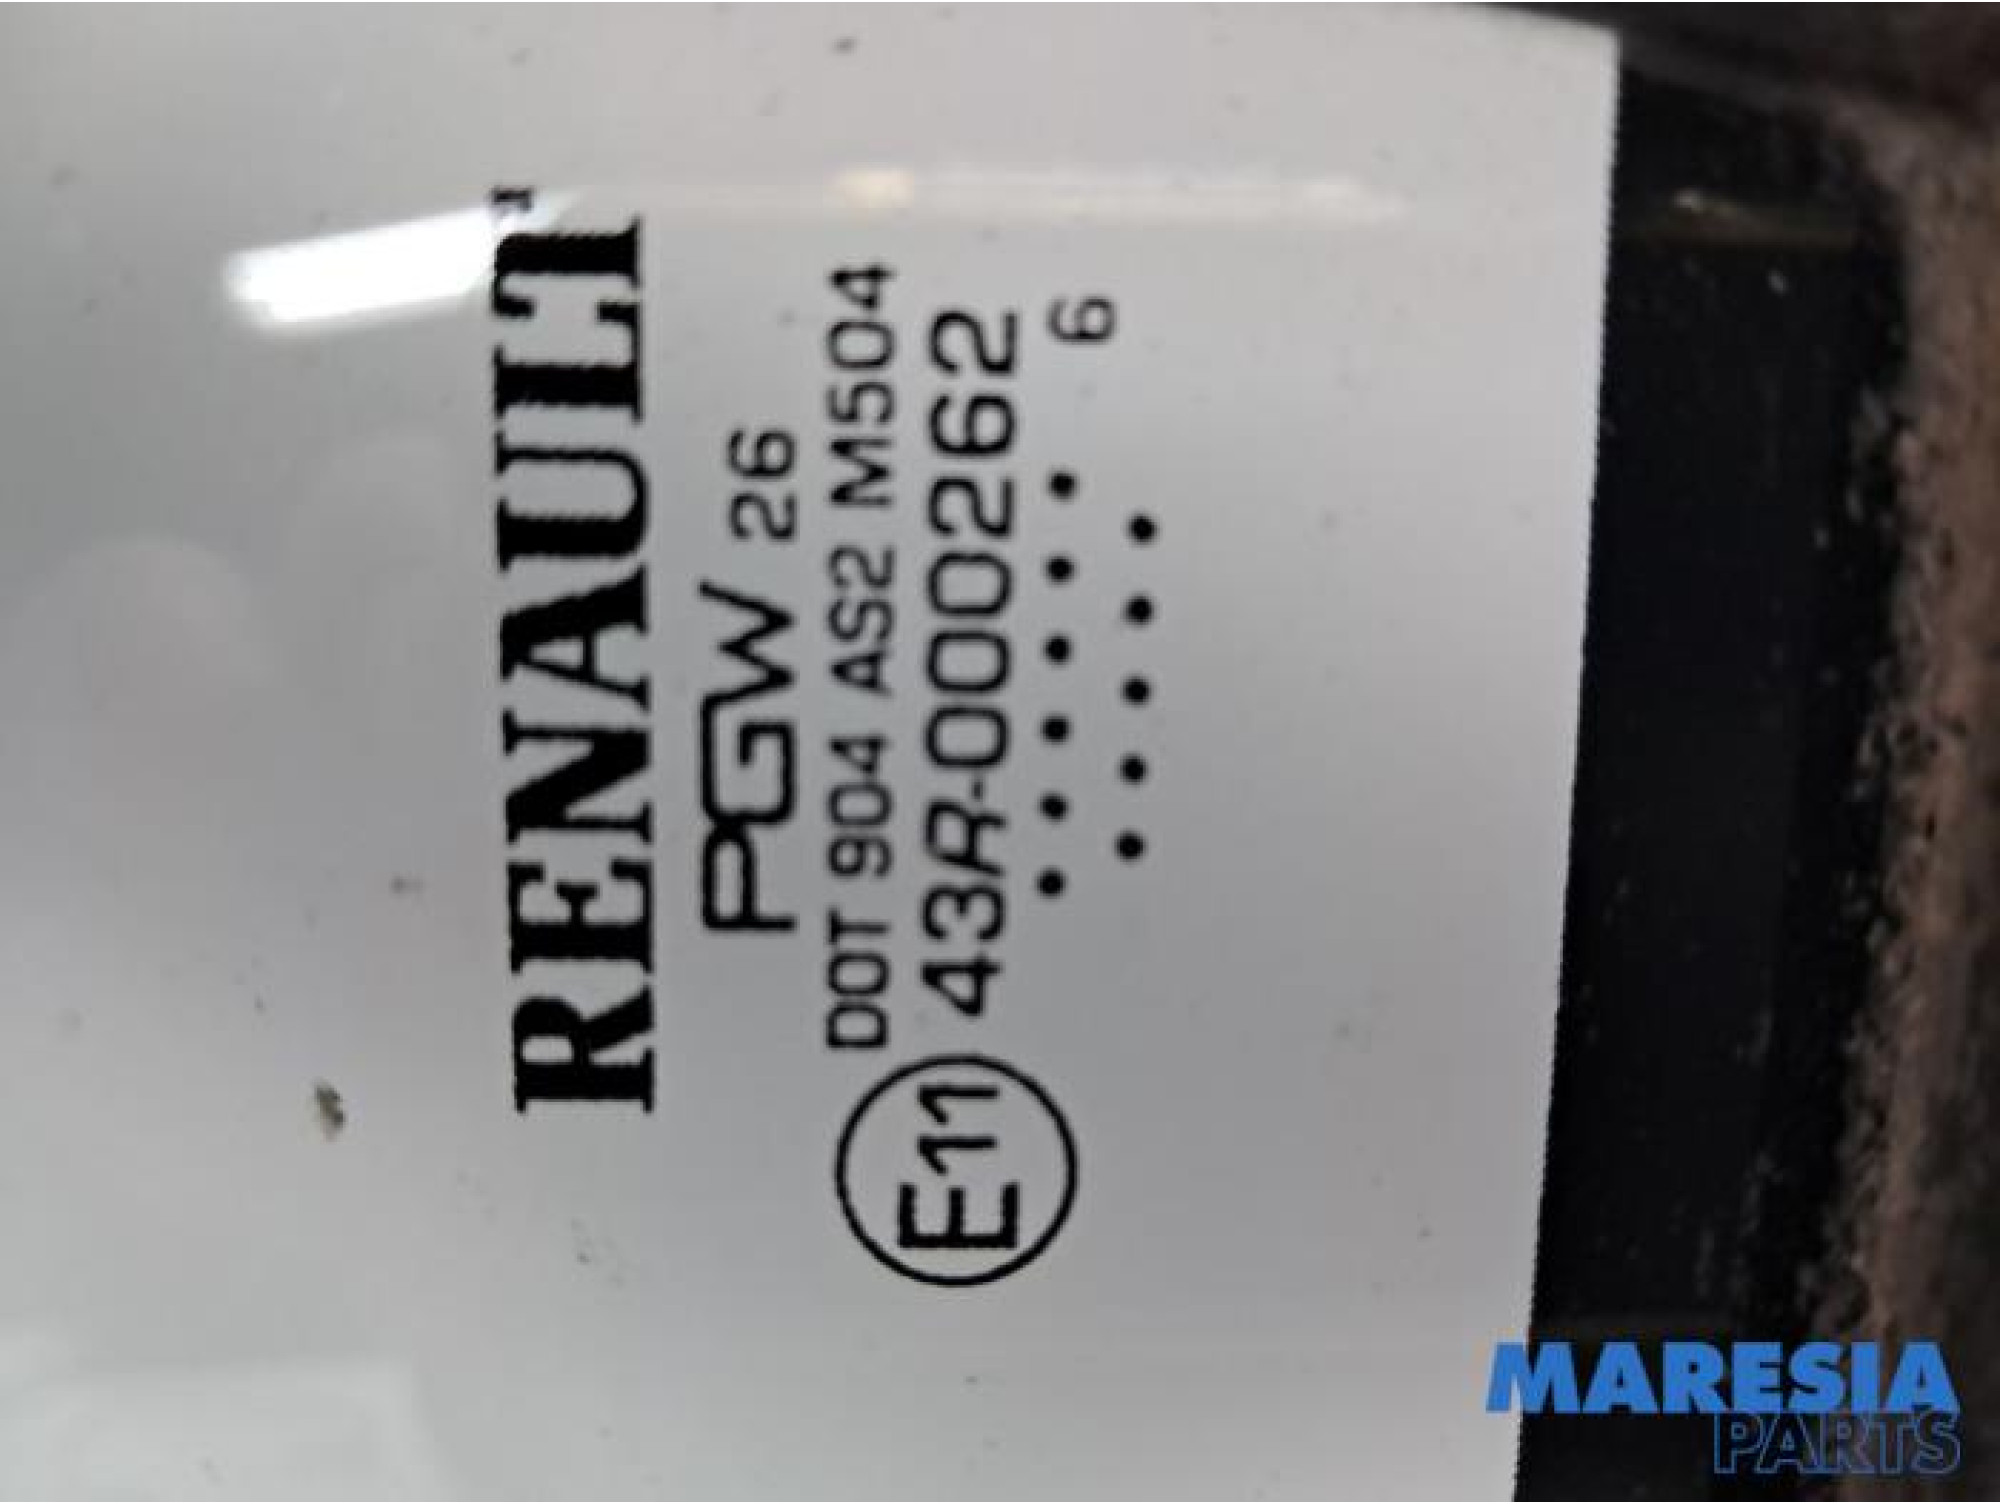 RENAULT
PGW 26
DOT 904 AS2 M504
E11 43R-000262
6
MARESIA
PARTS